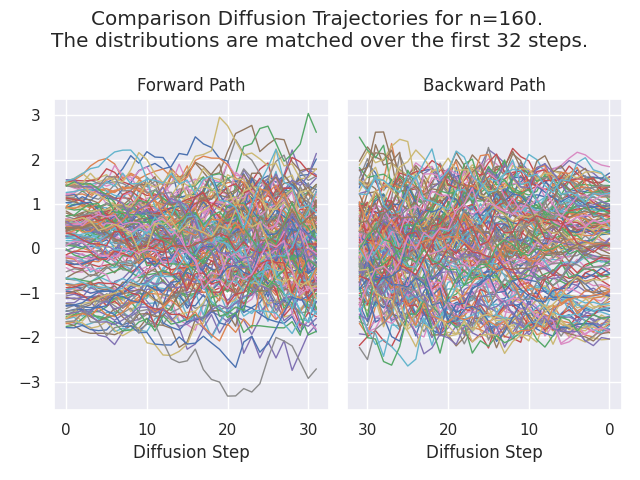 Comparison Diffusion Trajectories for n=160.
The distributions are matched over the first 32 steps.
Forward Path
Backward Path
3
2
1
0
−1
−2
−3
0 10 20 30
30 20 10 0
Diffusion Step
Diffusion Step